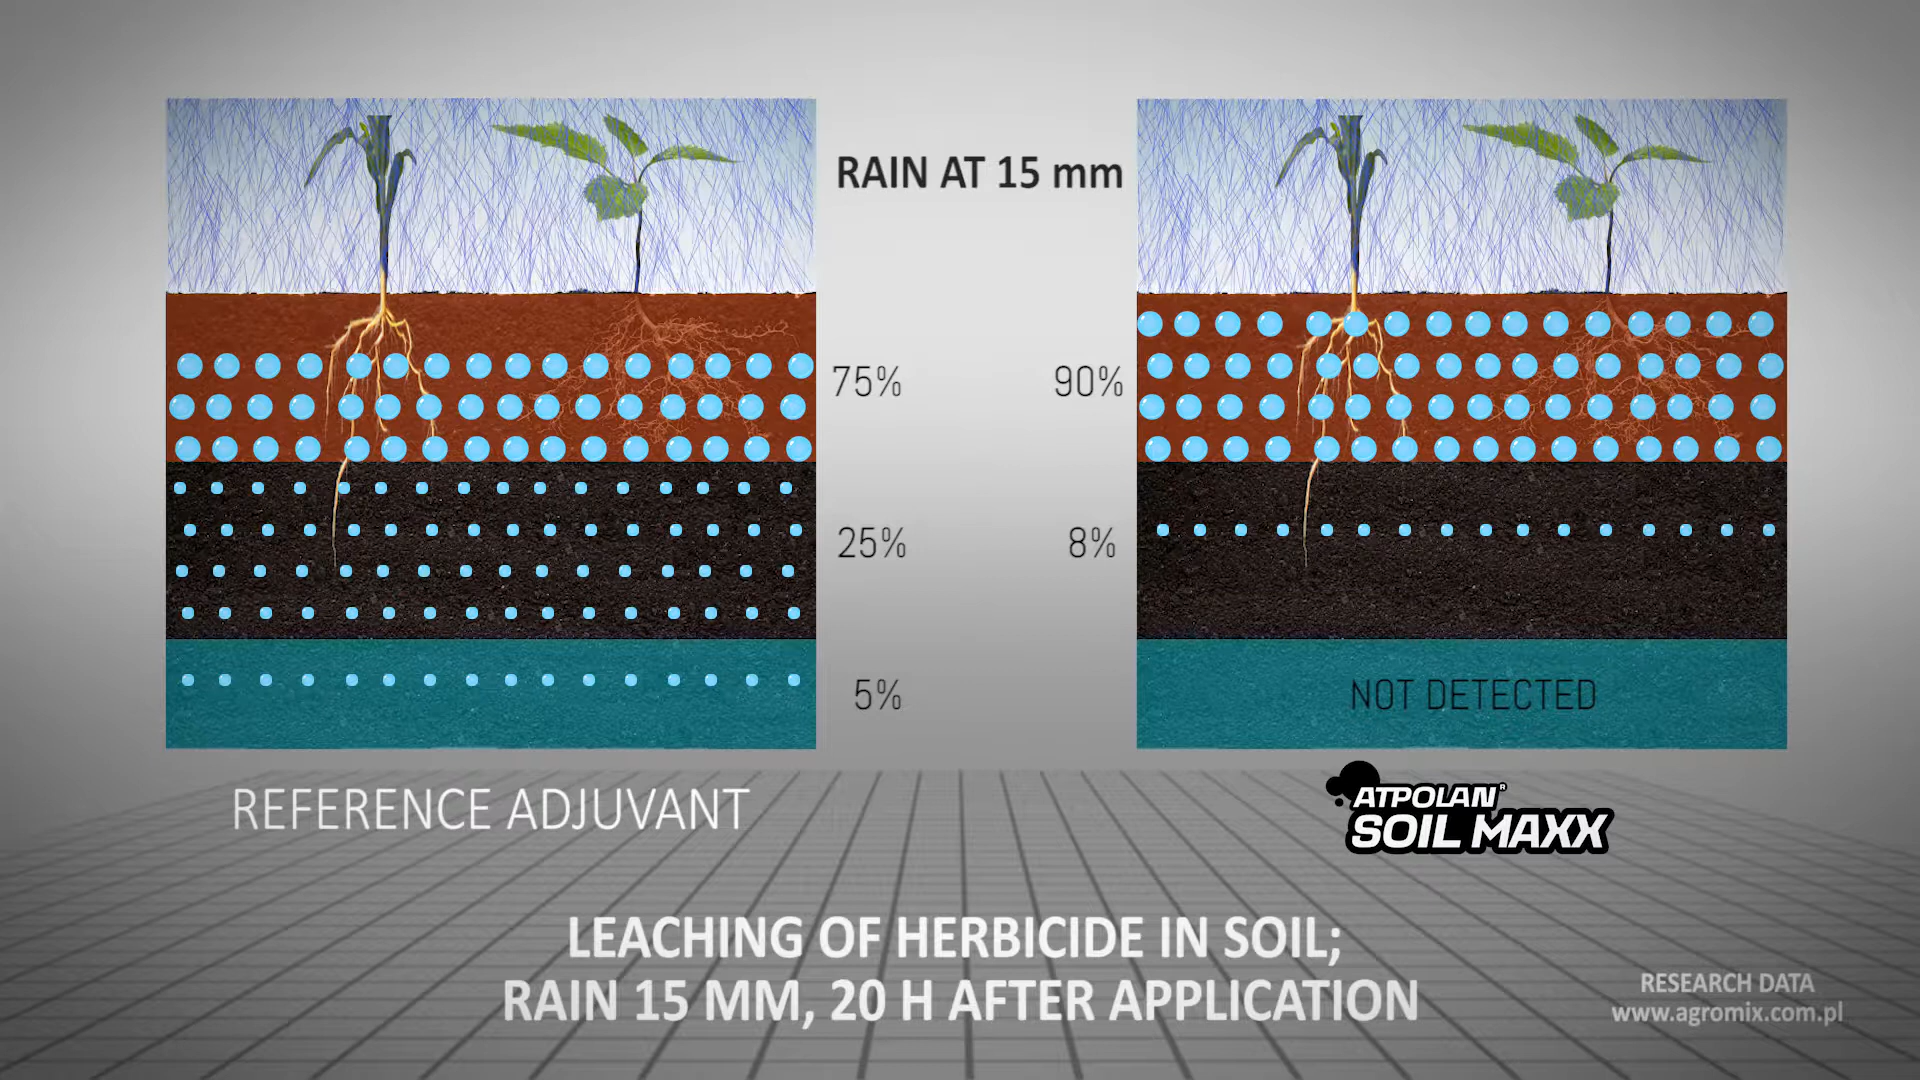 RAIN AT 15 mm
75%
90%
25%
8%
5%
NOT DETECTED
REFERENCE ADJUVANT
ATPOLAN®
SOIL MAXX
LEACHING OF HERBICIDE IN SOIL;
RAIN 15 MM, 20 H AFTER APPLICATION
RESEARCH DATA
www.agromix.com.pl